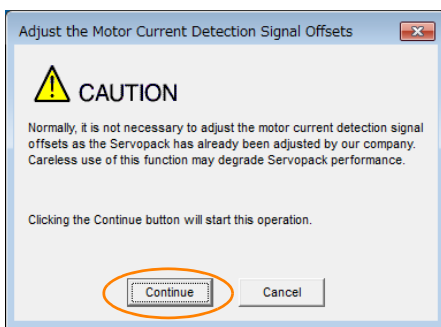 Adjust the Motor Current Detection Signal Offsets
CAUTION
Normally, it is not necessary to adjust the motor current detection signal
offsets as the Servopack has already been adjusted by our company.
Careless use of this function may degrade Servopack performance.
Clicking the Continue button will start this operation.
Continue
Cancel